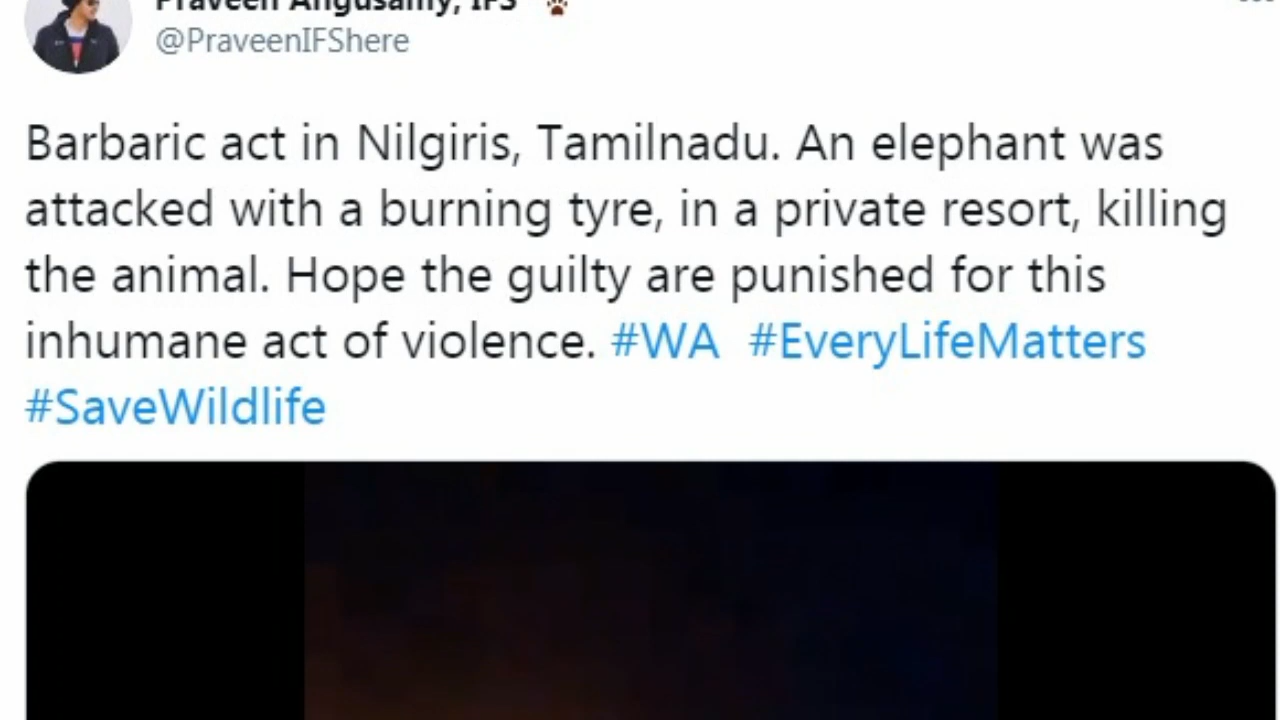 Praveen Angusamy, IFS
@PraveenIFShere
Barbaric act in Nilgiris, Tamilnadu. An elephant was
attacked with a burning tyre, in a private resort, killing
the animal. Hope the guilty are punished for this
inhumane act of violence. #WA #EveryLifeMatters
#SaveWildlife